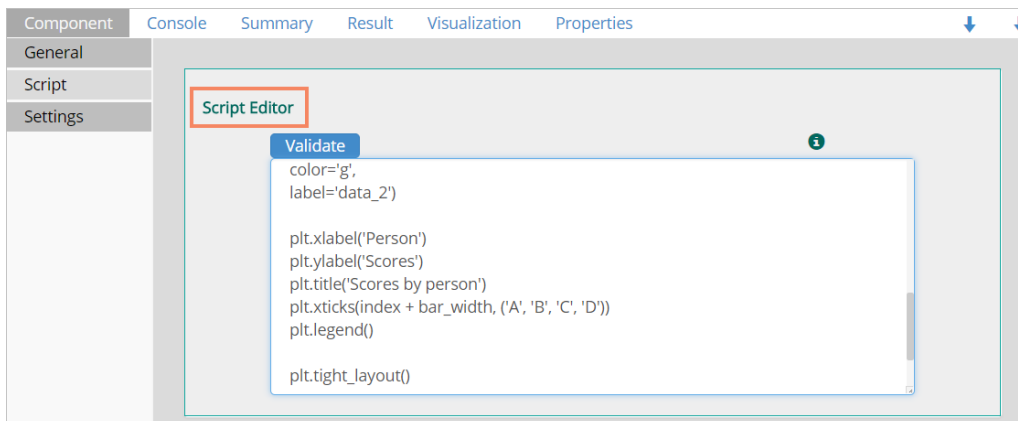 Component Console Summary Result Visualization Properties
General
Script
Settings
Script Editor
Validate
color='g',
label='data_2')
plt.xlabel('Person')
plt.ylabel('Scores')
plt.title('Scores by person')
plt.xticks(index + bar_width, ('A', 'B', 'C', 'D'))
plt.legend()
plt.tight_layout()